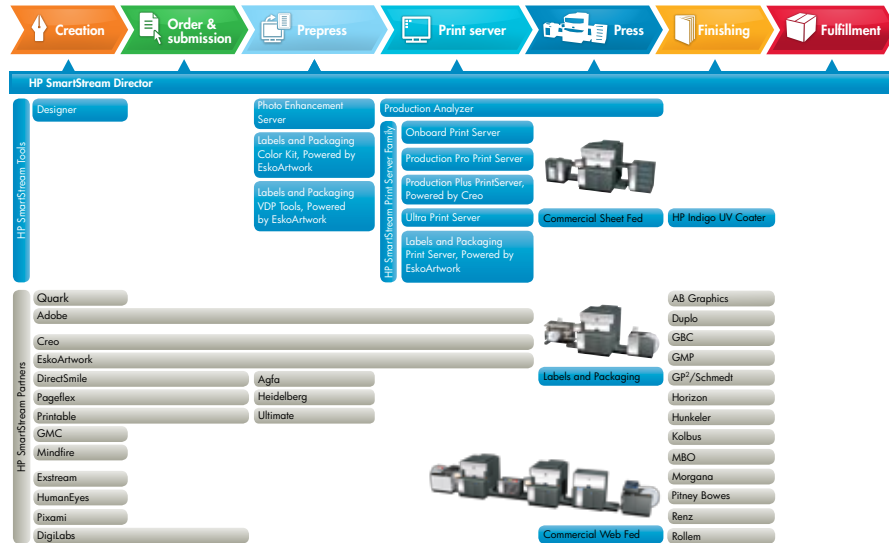 Creation
Order &
submission
Prepress
Print server
Press
Finishing
Fulfillment
HP SmartStream Director
HP SmartStream Tools
Designer
Photo Enhancement
Server
Labels and Packaging
Color Kit, Powered by
EskoArtwork
Labels and Packaging
VDP Tools, Powered
by EskoArtwork
Production Analyzer
HP SmartStream Print Server Family
Onboard Print Server
Production Pro Print Server
Production Plus PrintServer,
Powered by Creo
Ultra Print Server
Labels and Packaging
Print Server, Powered by
EskoArtwork
Commercial Sheet Fed
HP Indigo UV Coater
HP SmartStream Partners
Quark
Adobe
Creo
EskoArtwork
DirectSmile
Pageflex
Printable
GMC
Mindfire
Exstream
HumanEyes
Pixami
DigiLabs
Agfa
Heidelberg
Ultimate
Labels and Packaging
Commercial Web Fed
AB Graphics
Duplo
GBC
GMP
GP²/Schmedt
Horizon
Hunkeler
Kolbus
MBO
Morgana
Pitney Bowes
Renz
Rollem